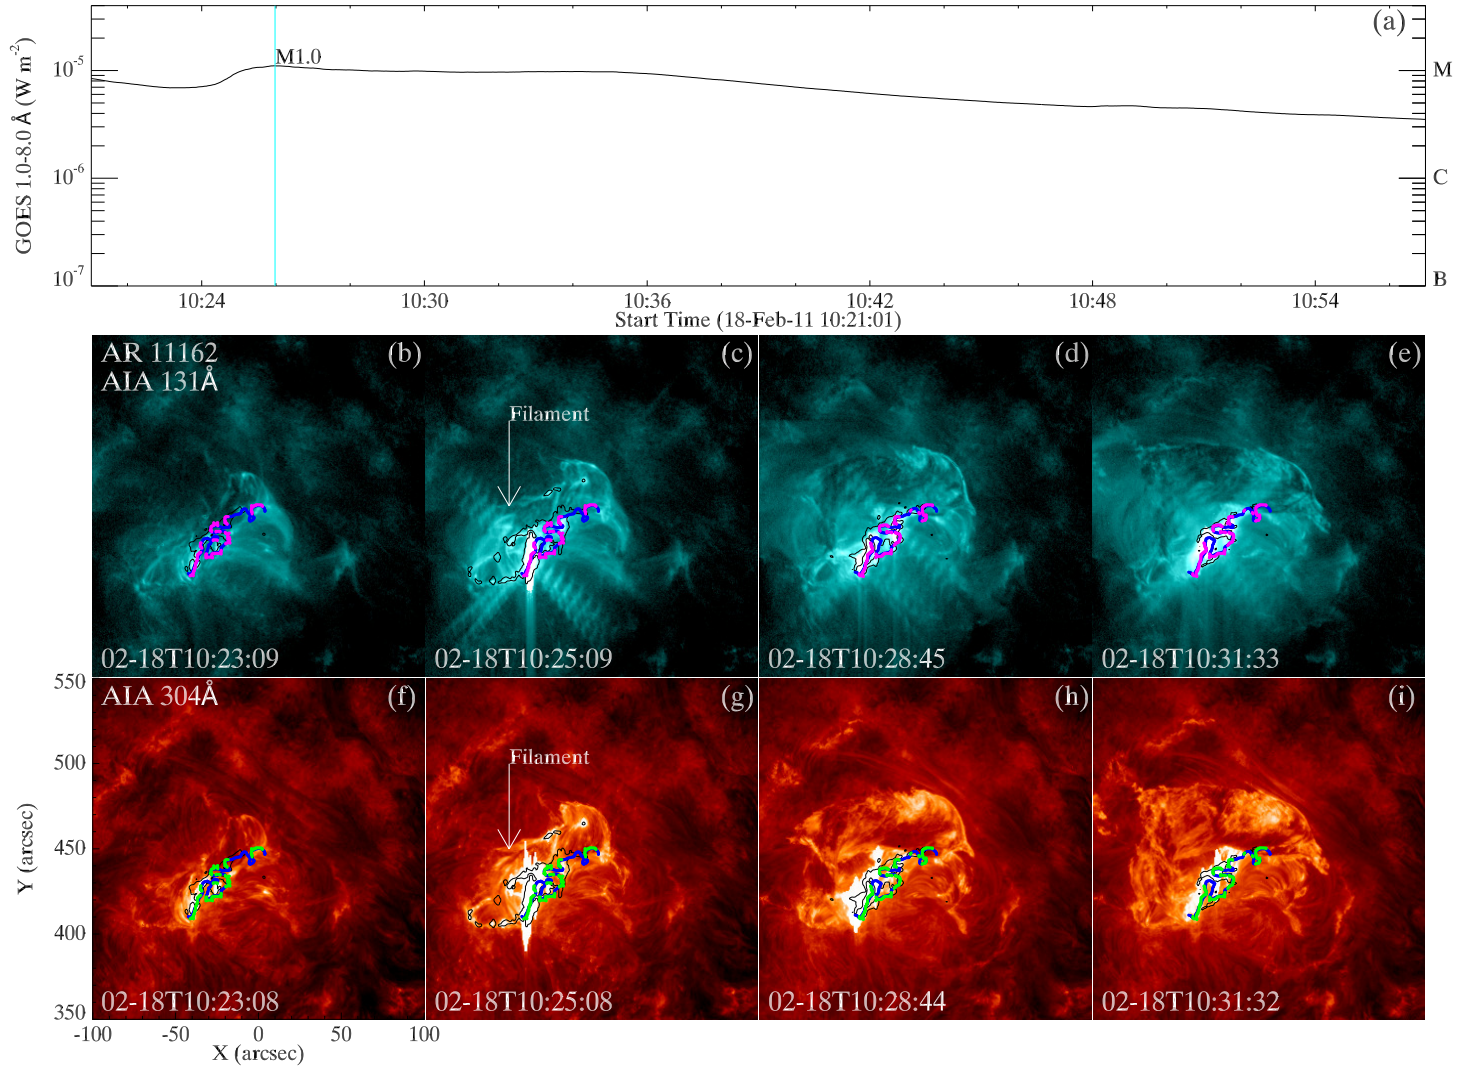 (a)
M1.0
GOES 1.0-8.0 Å (W m⁻²)
10⁻⁵
10⁻⁶
10⁻⁷
M
C
B
10:24 10:30 10:36 10:42 10:48 10:54
Start Time (18-Feb-11 10:21:01)
AR 11162 (b) (c) (d) (e)
AIA 131Å
Filament
02-18T10:23:09 02-18T10:25:09 02-18T10:28:45 02-18T10:31:33
AIA 304Å (f) (g) (h) (i)
Filament
02-18T10:23:08 02-18T10:25:08 02-18T10:28:44 02-18T10:31:32
550
500
450
400
350
Y (arcsec)
-100 -50 0 50 100
X (arcsec)